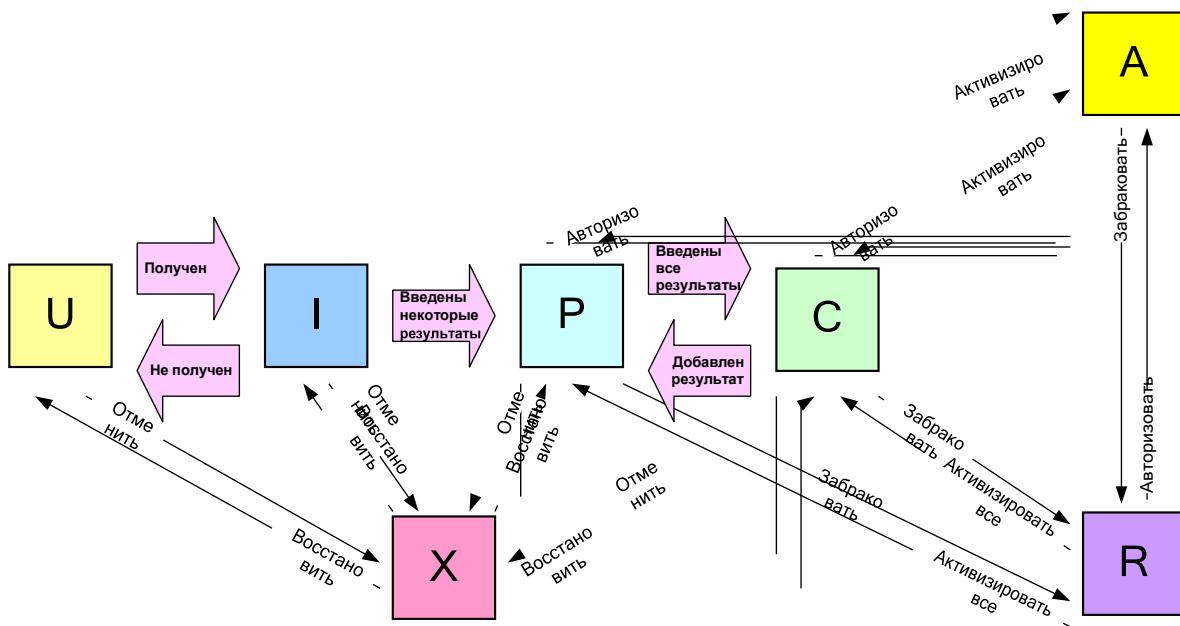 A
Активизиро
вать
Активизиро
вать
Забраковать
Авторизовать
Авторизо
вать
Авторизо
вать
Получен
Не получен
Введены
некоторые
результаты
Введены
все
результаты
Добавлен
результат
U
I
P
C
Отме
нить
Отме
нить
Восстано
вить
Отме
нить
Восстано
вить
Отме
нить
Восстано
вить
Восстано
вить
Забрако
вать
Активизировать
все
Забрако
вать
Активизировать
все
X
R